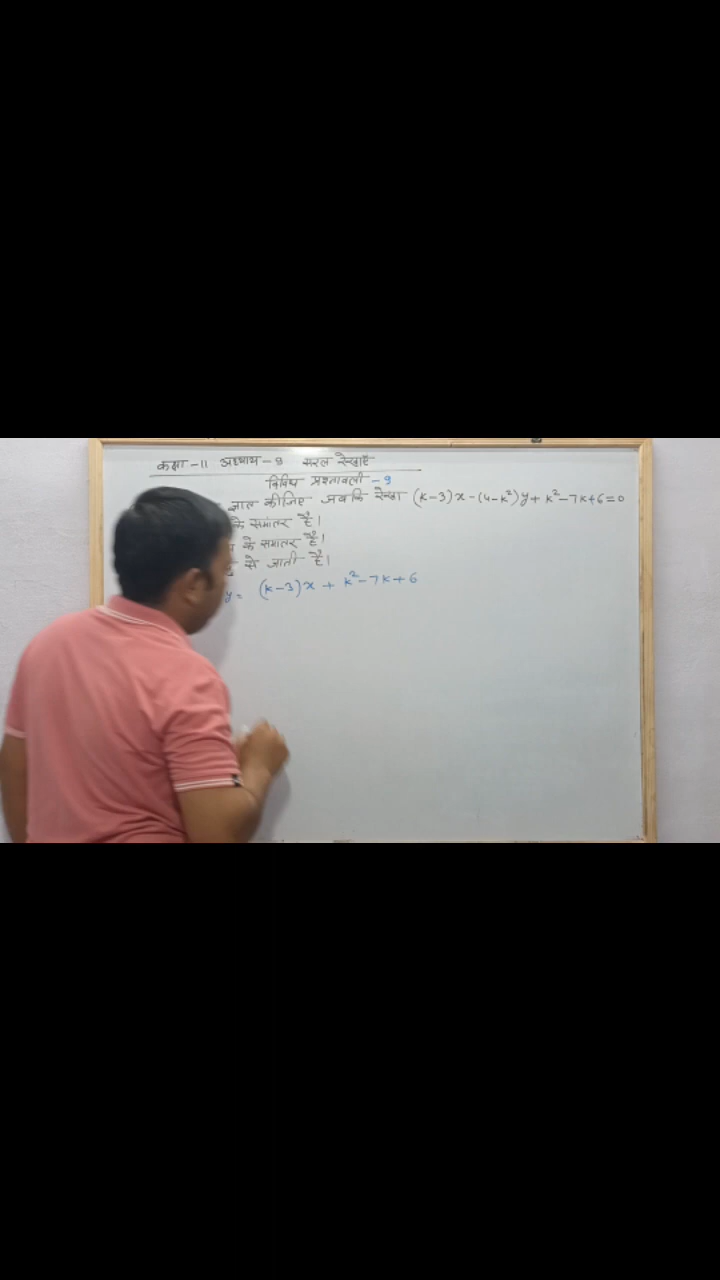 कक्षा -11 अध्याय - 9 सरल रेखाएँ
विविध प्रश्नावली - 9
ज्ञात कीजिए जबकि रेखा (k-3)x-(4-k²)y+k²-7k+6=0
के समांतर है।
के समांतर है।
से जाती है।
y= (k-3)x + k²-7k+6